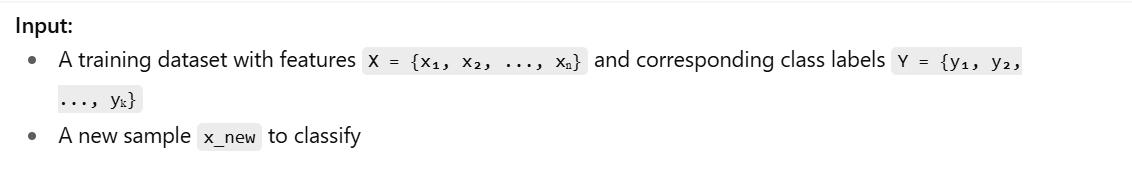 Input:
• A training dataset with features X = {x₁, x₂, ..., xₙ} and corresponding class labels Y = {y₁, y₂,
..., yₖ}
• A new sample x_new to classify